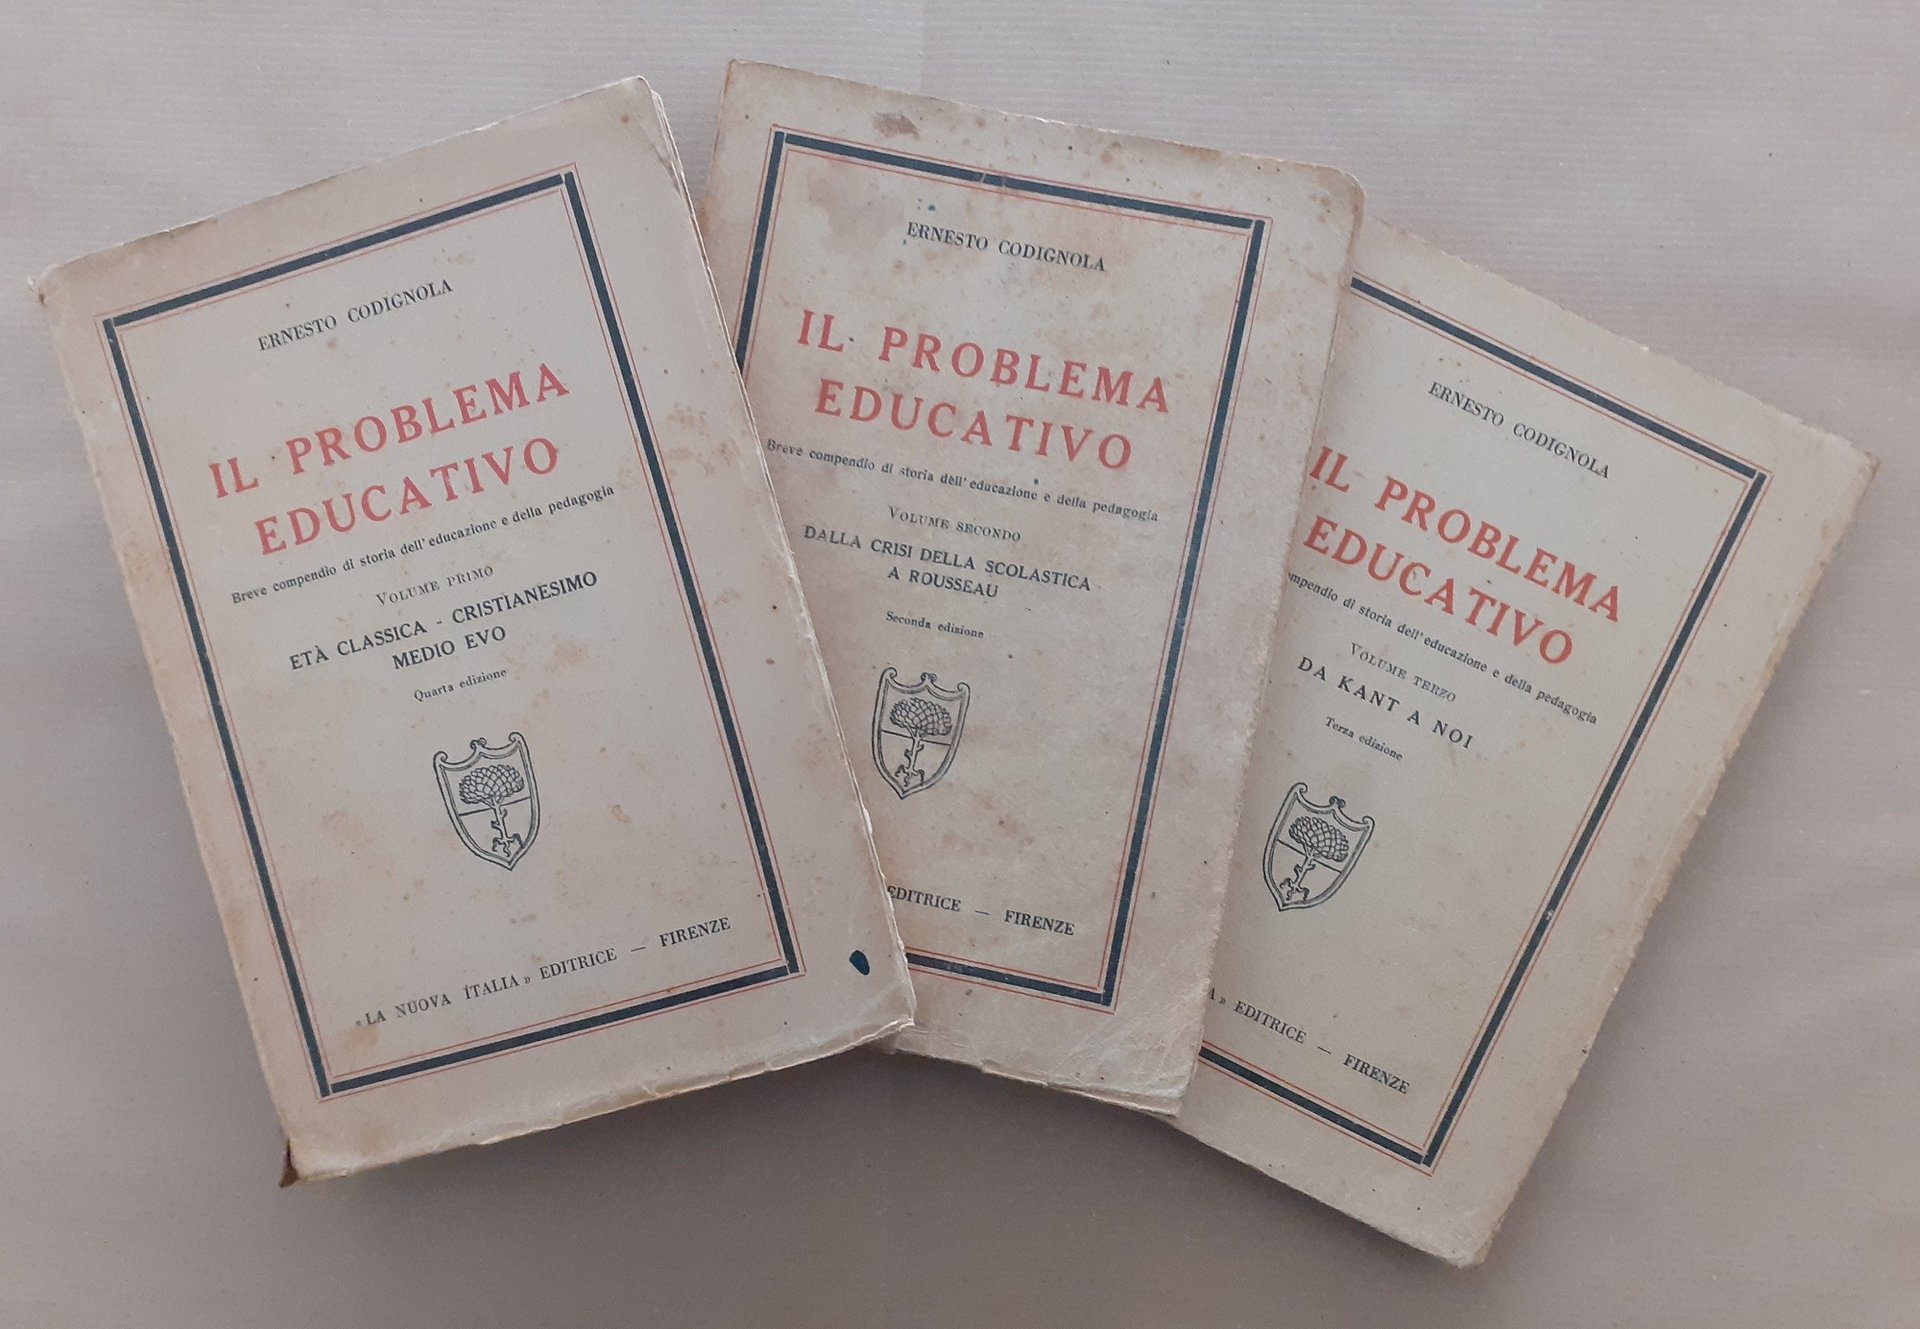 ERNESTO CODIGNOLA
IL PROBLEMA
EDUCATIVO
Breve compendio di storia dell'educazione e della pedagogia
VOLUME PRIMO
ETÀ CLASSICA - CRISTIANESIMO
MEDIO EVO
Quarta edizione
«LA NUOVA ITALIA» EDITRICE — FIRENZE
ERNESTO CODIGNOLA
IL PROBLEMA
EDUCATIVO
Breve compendio di storia dell'educazione e della pedagogia
VOLUME SECONDO
DALLA CRISI DELLA SCOLASTICA
A ROUSSEAU
Seconda edizione
EDITRICE — FIRENZE
ERNESTO CODIGNOLA
IL PROBLEMA
EDUCATIVO
ompendio di storia dell'educazione e della pedagogia
VOLUME TERZO
DA KANT A NOI
Terza edizione
A» EDITRICE — FIRENZE